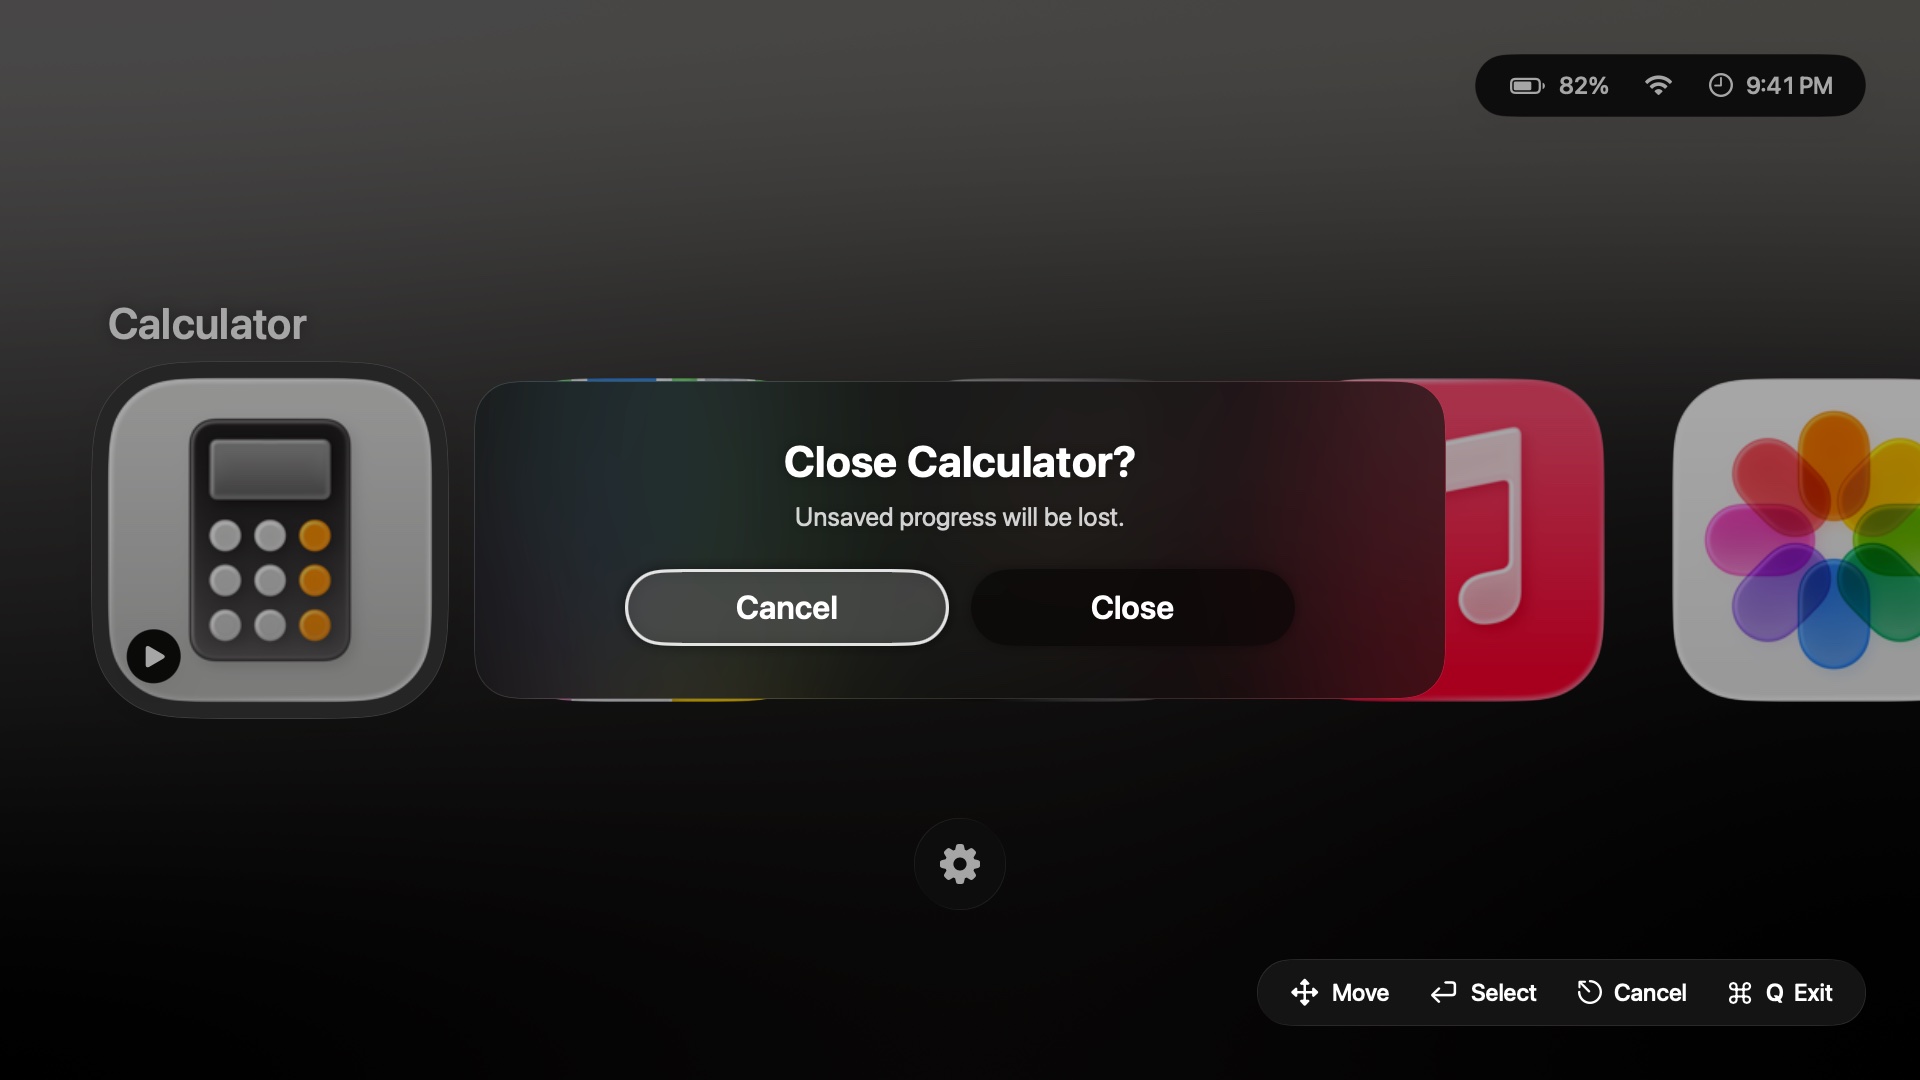 82% 9:41 PM
Calculator
Close Calculator?
Unsaved progress will be lost.
Cancel Close
Move Select Cancel ⌘ Q Exit